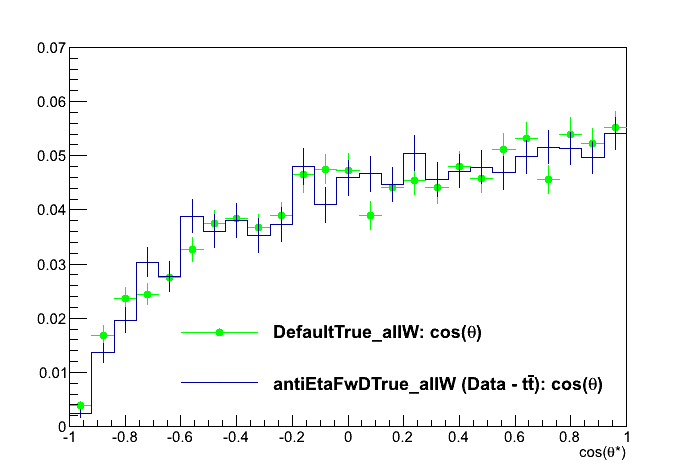 0.07
0.06
0.05
0.04
0.03
0.02
0.01
0
DefaultTrue_allW: cos(θ)
antiEtaFwDTrue_allW (Data - tt̄): cos(θ)
-1 -0.8 -0.6 -0.4 -0.2 0 0.2 0.4 0.6 0.8 1
cos(θ*)